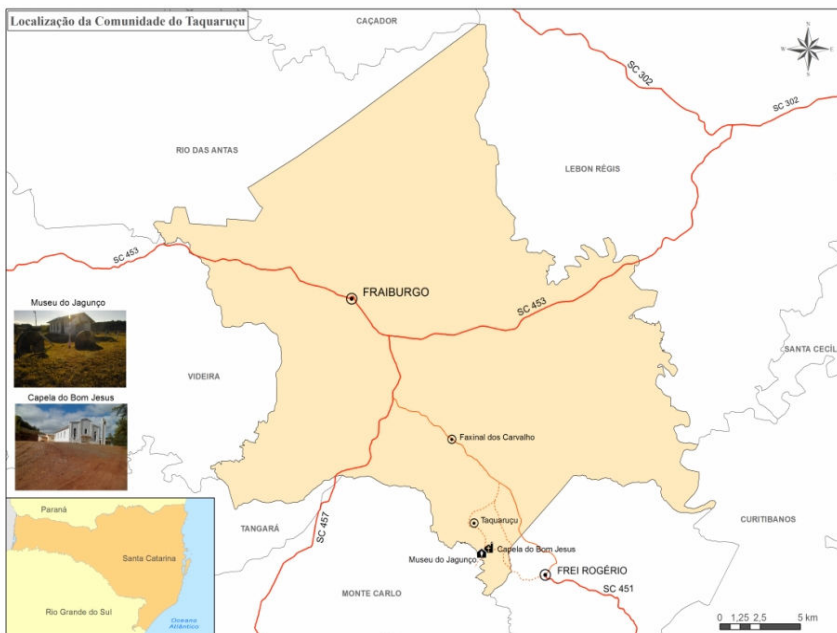 Localização da Comunidade do Taquaruçu
CAÇADOR
N
SC 302
SC 302
RIO DAS ANTAS
LEBON RÉGIS
SC 453
FRAIBURGO
SC 453
Museu do Jagunço
SANTA CECÍL
VIDEIRA
Capela do Bom Jesus
Faxinal dos Carvalho
Paraná
Santa Catarina
Rio Grande do Sul
Oceano
Atlântico
TANGARÁ
SC 457
Taquaruçu
CURITIBANOS
Museu do Jagunço
Capela do Bom Jesus
FREI ROGÉRIO
SC 451
MONTE CARLO
0 1,25 2,5 5 km